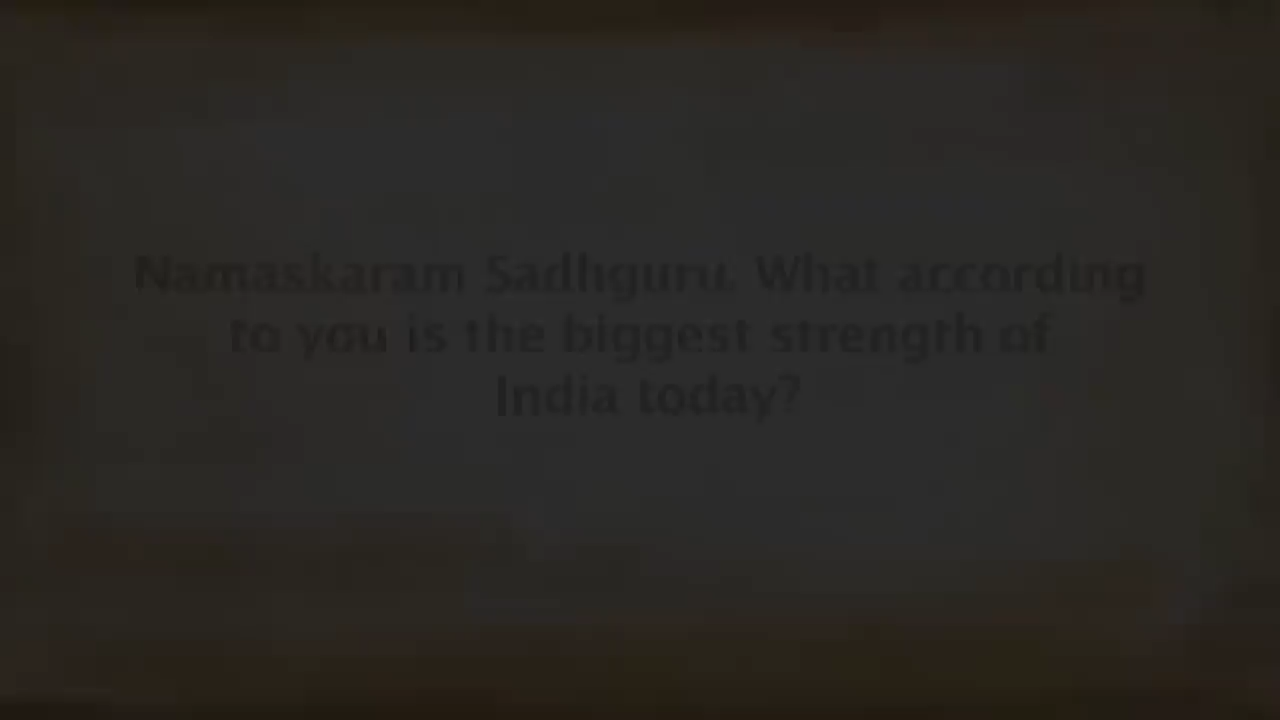 Namaskaram Sadhguru. What according
to you is the biggest strength of
India today?